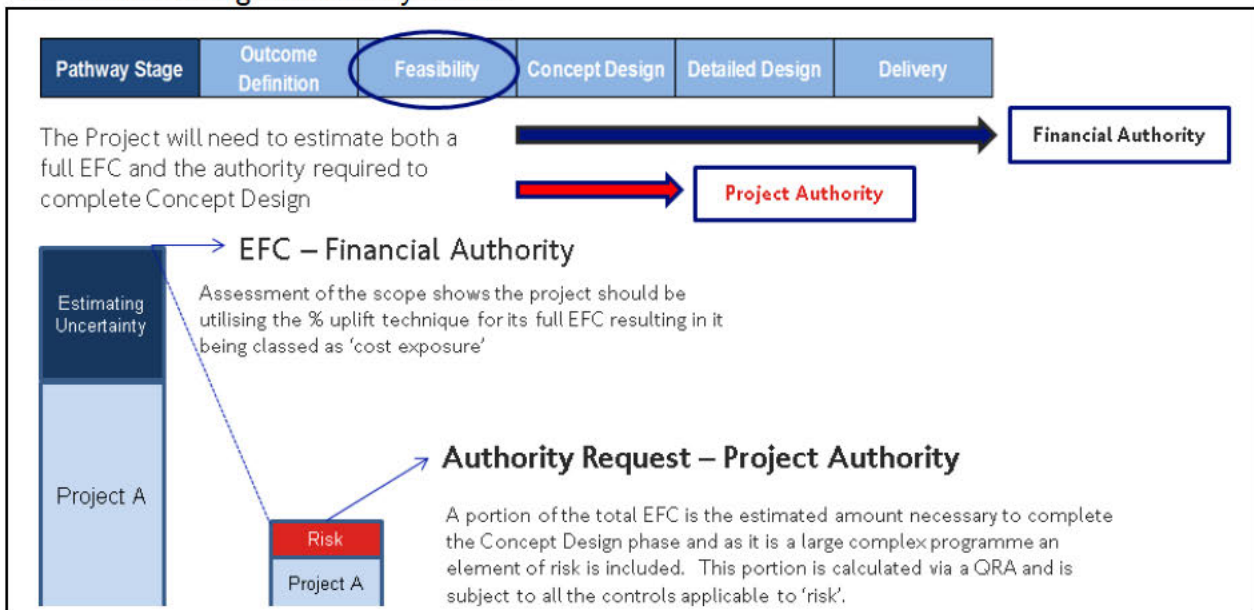 Pathway Stage
Outcome
Definition
Feasibility
Concept Design
Detailed Design
Delivery
The Project will need to estimate both a
full EFC and the authority required to
complete Concept Design
Financial Authority
Project Authority
EFC – Financial Authority
Assessment of the scope shows the project should be
utilising the % uplift technique for its full EFC resulting in it
being classed as ‘cost exposure’
Estimating
Uncertainty
Project A
Authority Request – Project Authority
A portion of the total EFC is the estimated amount necessary to complete
the Concept Design phase and as it is a large complex programme an
element of risk is included. This portion is calculated via a QRA and is
subject to all the controls applicable to ‘risk’.
Risk
Project A